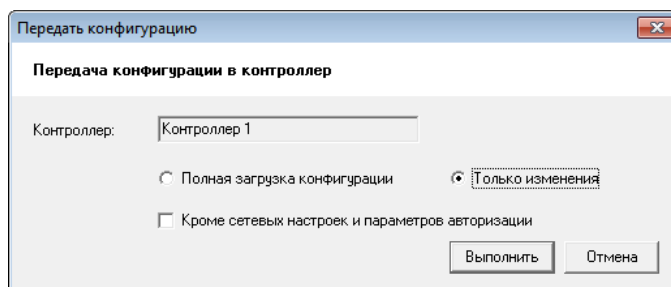 Передать конфигурацию
Передача конфигурации в контроллер
Контроллер: Контроллер 1
Полная загрузка конфигурации Только изменения
Кроме сетевых настроек и параметров авторизации
Выполнить Отмена